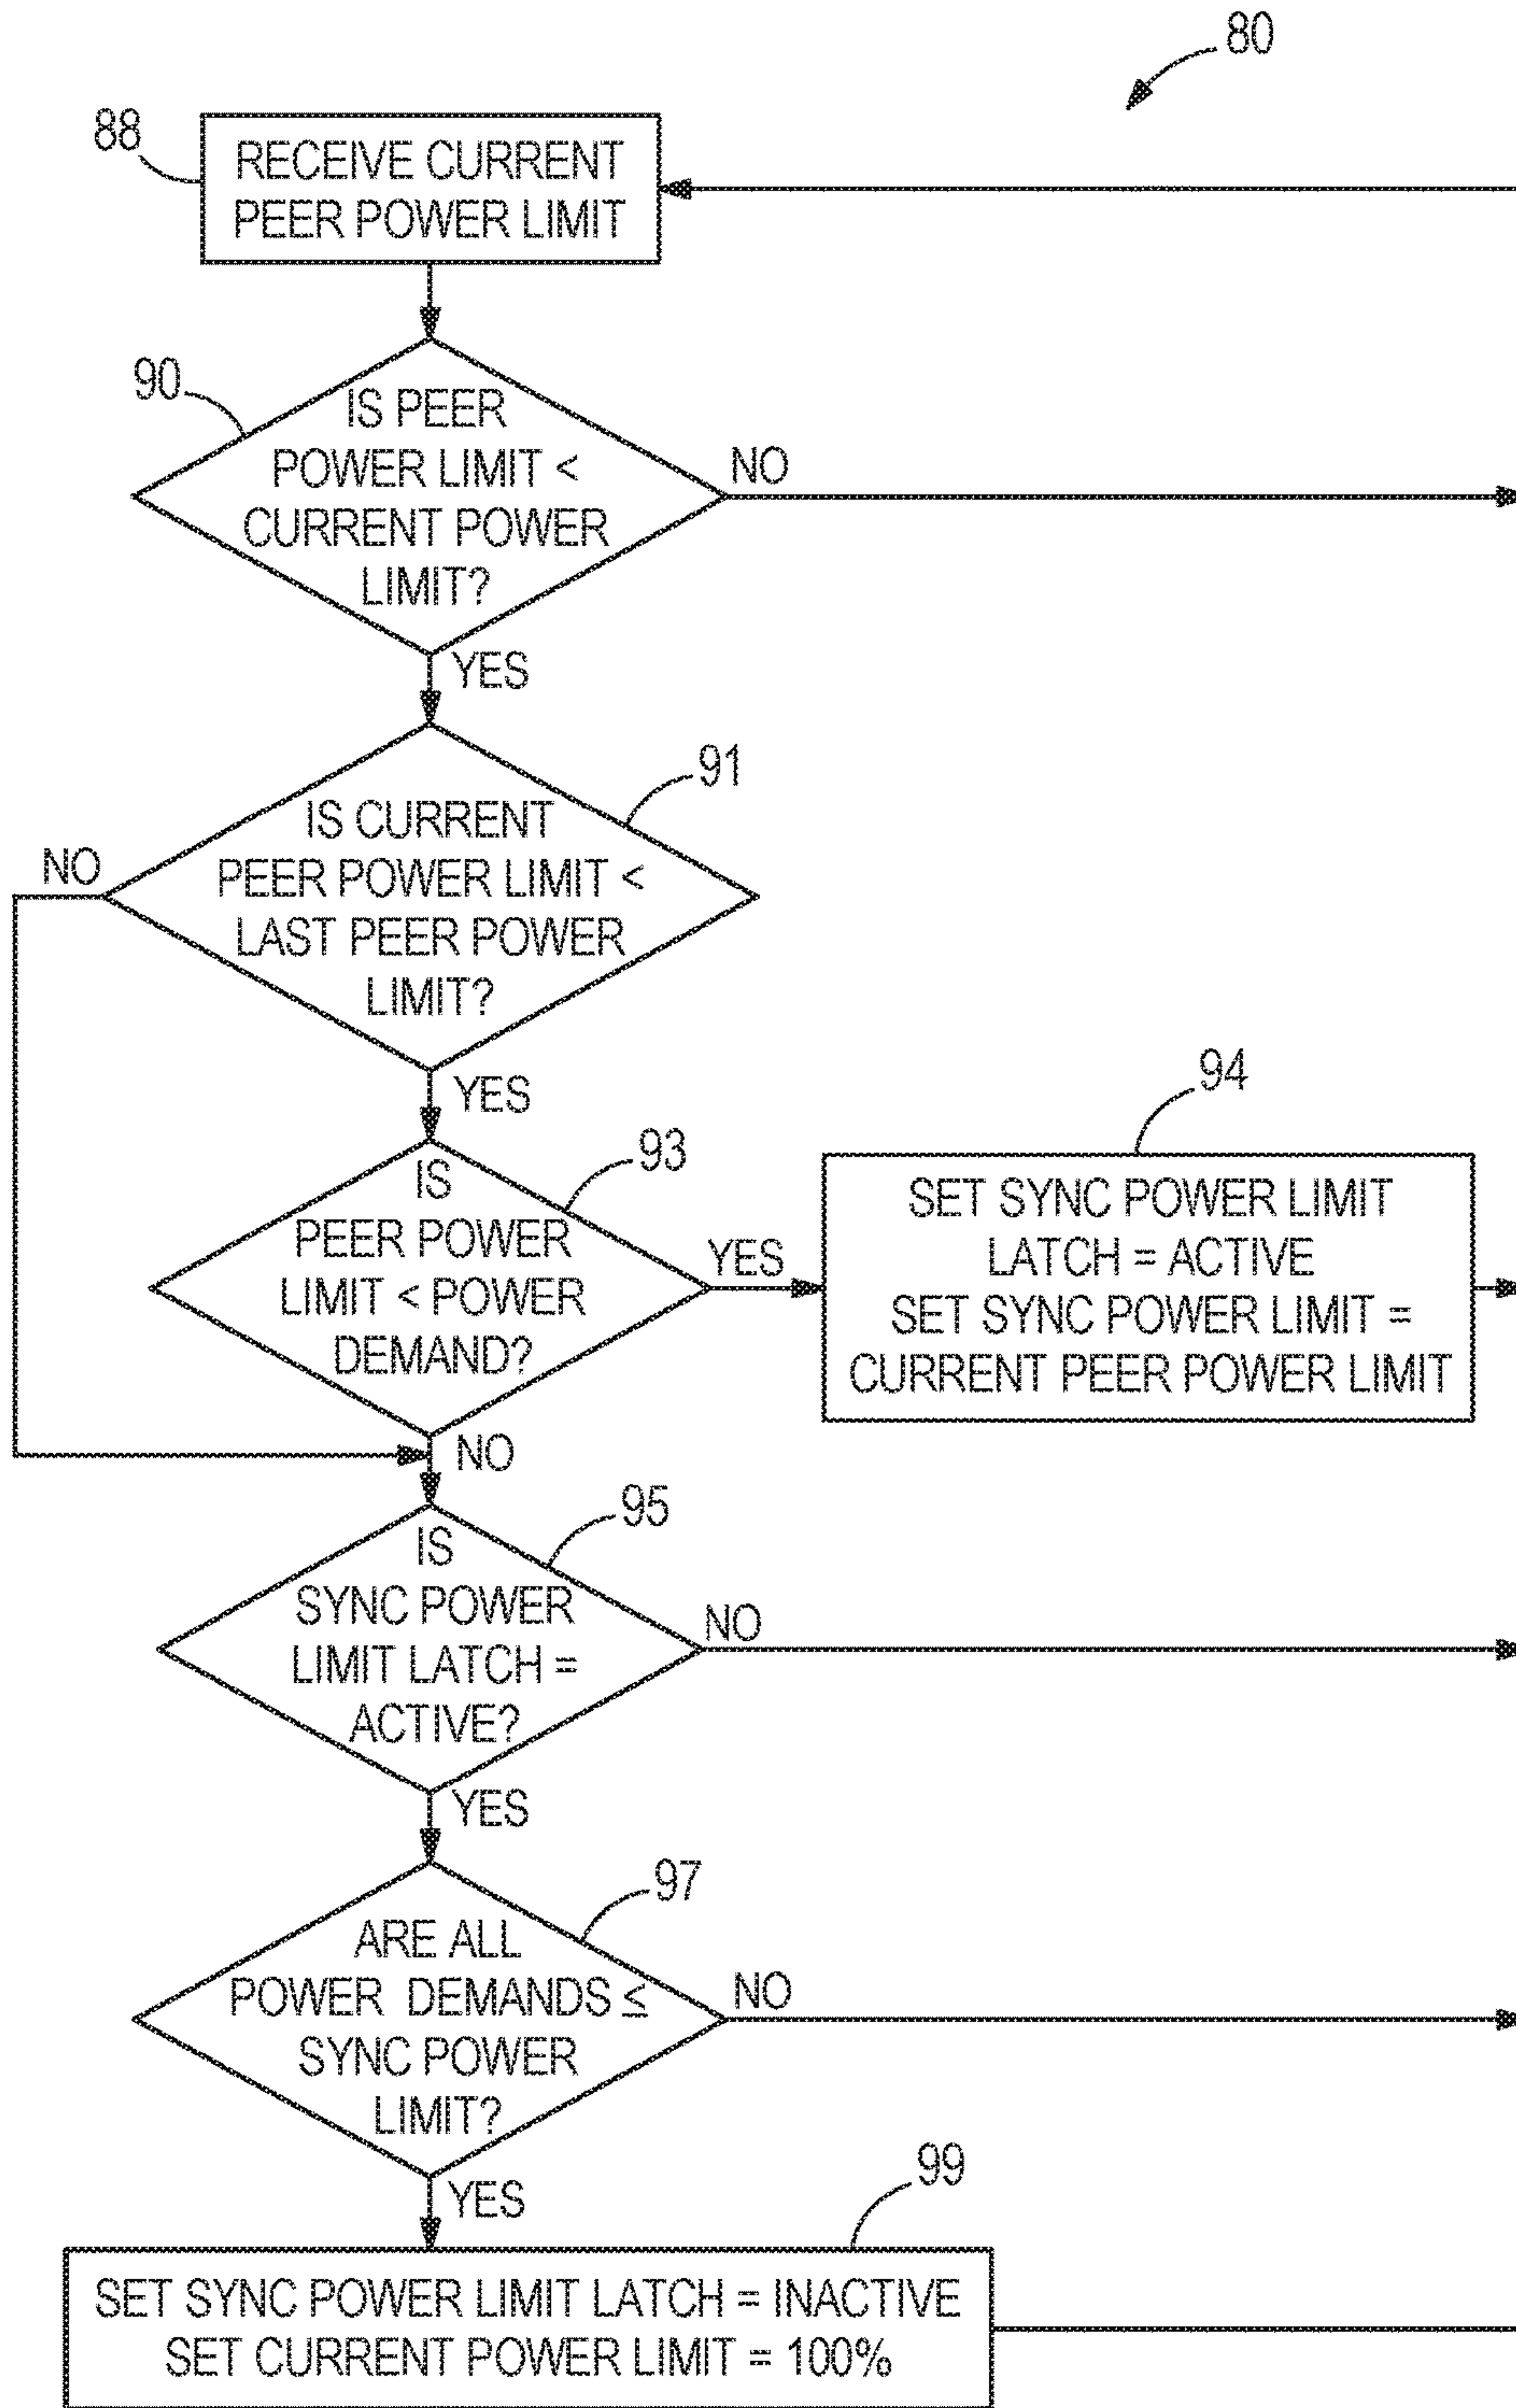 80
88
RECEIVE CURRENT
PEER POWER LIMIT
90
IS PEER
POWER LIMIT <
CURRENT POWER
LIMIT?
NO
YES
91
IS CURRENT
PEER POWER LIMIT <
LAST PEER POWER
LIMIT?
NO
YES
93
IS
PEER POWER
LIMIT < POWER
DEMAND?
YES
94
SET SYNC POWER LIMIT
LATCH = ACTIVE
SET SYNC POWER LIMIT =
CURRENT PEER POWER LIMIT
NO
95
IS
SYNC POWER
LIMIT LATCH =
ACTIVE?
NO
YES
97
ARE ALL
POWER DEMANDS ≤
SYNC POWER
LIMIT?
NO
YES
99
SET SYNC POWER LIMIT LATCH = INACTIVE
SET CURRENT POWER LIMIT = 100%